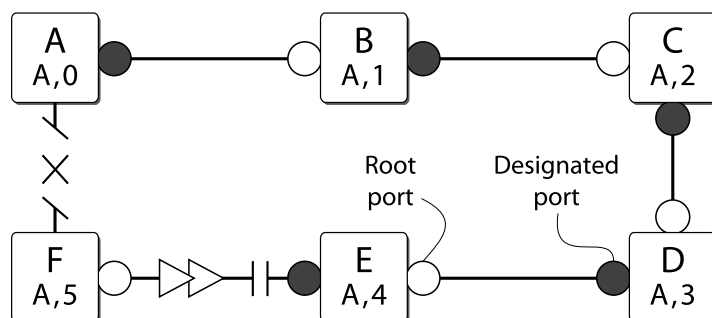 A
A,0
B
A,1
C
A,2
Root
port
Designated
port
F
A,5
E
A,4
D
A,3